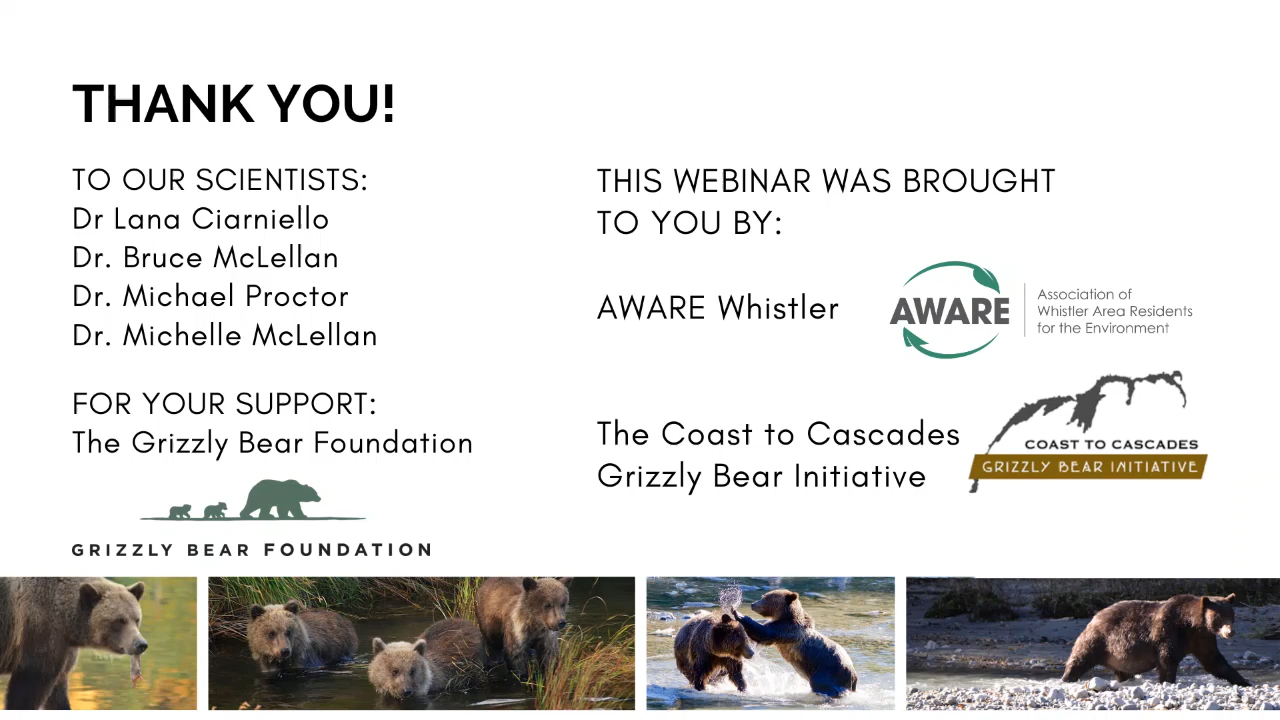 THANK YOU!
TO OUR SCIENTISTS:
Dr Lana Ciarniello
Dr. Bruce McLellan
Dr. Michael Proctor
Dr. Michelle McLellan
FOR YOUR SUPPORT:
The Grizzly Bear Foundation
GRIZZLY BEAR FOUNDATION
THIS WEBINAR WAS BROUGHT
TO YOU BY:
AWARE Whistler
AWARE
Association of
Whistler Area Residents
for the Environment
The Coast to Cascades
Grizzly Bear Initiative
COAST TO CASCADES
GRIZZLY BEAR INITIATIVE